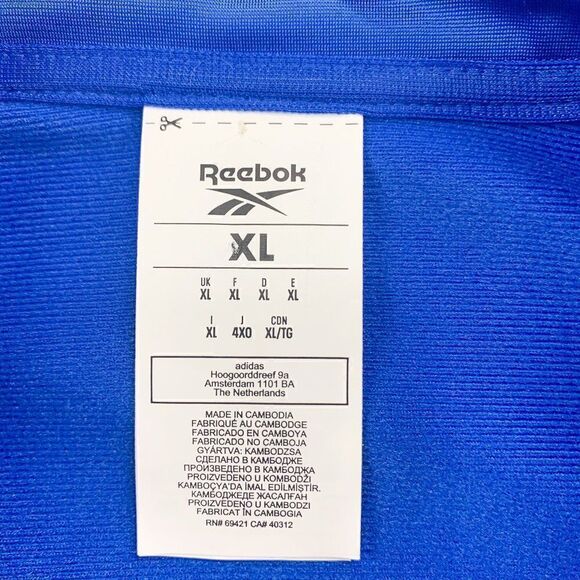 Reebok
XL
UK F D E
XL XL XL XL
I J CDN
XL 4XO XL/TG
adidas
Hoogoorddreef 9a
Amsterdam 1101 BA
The Netherlands
MADE IN CAMBODIA
FABRIQUÉ AU CAMBODGE
FABRICADO EN CAMBOYA
FABRICADO NO CAMBOJA
GYÁRTVA: KAMBODZSA
СДЕЛАНО В КАМБОДЖЕ
ПРОИЗВЕДЕНО В КАМБОДЖА
PROIZVEDENO U KOMBODŽI
KAMBOÇYA'DA İMAL EDİLMİŞTİR.
КАМБОДЖЕДЕ ЖАСАЛҒАН
PROIZVEDENO U KAMBODZI
FABRICAT ÎN CAMBOGIA
RN# 69421 CA# 40312